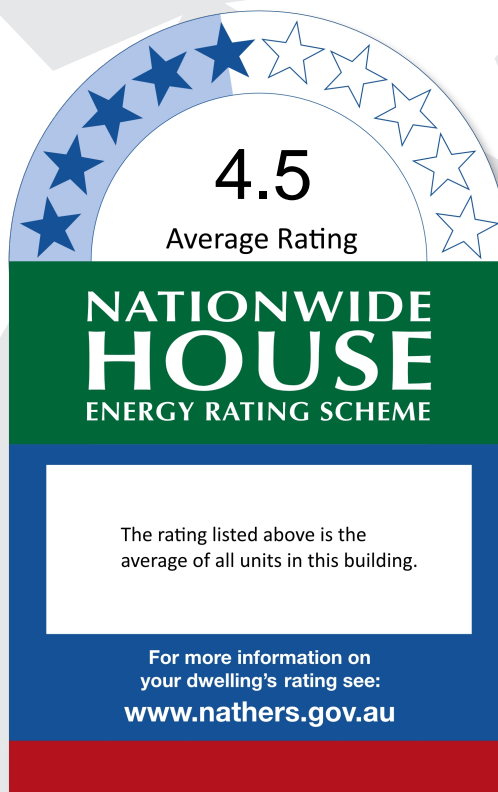 4.5
Average Rating
NATIONWIDE
HOUSE
ENERGY RATING SCHEME
The rating listed above is the
average of all units in this building.
For more information on
your dwelling's rating see:
www.nathers.gov.au